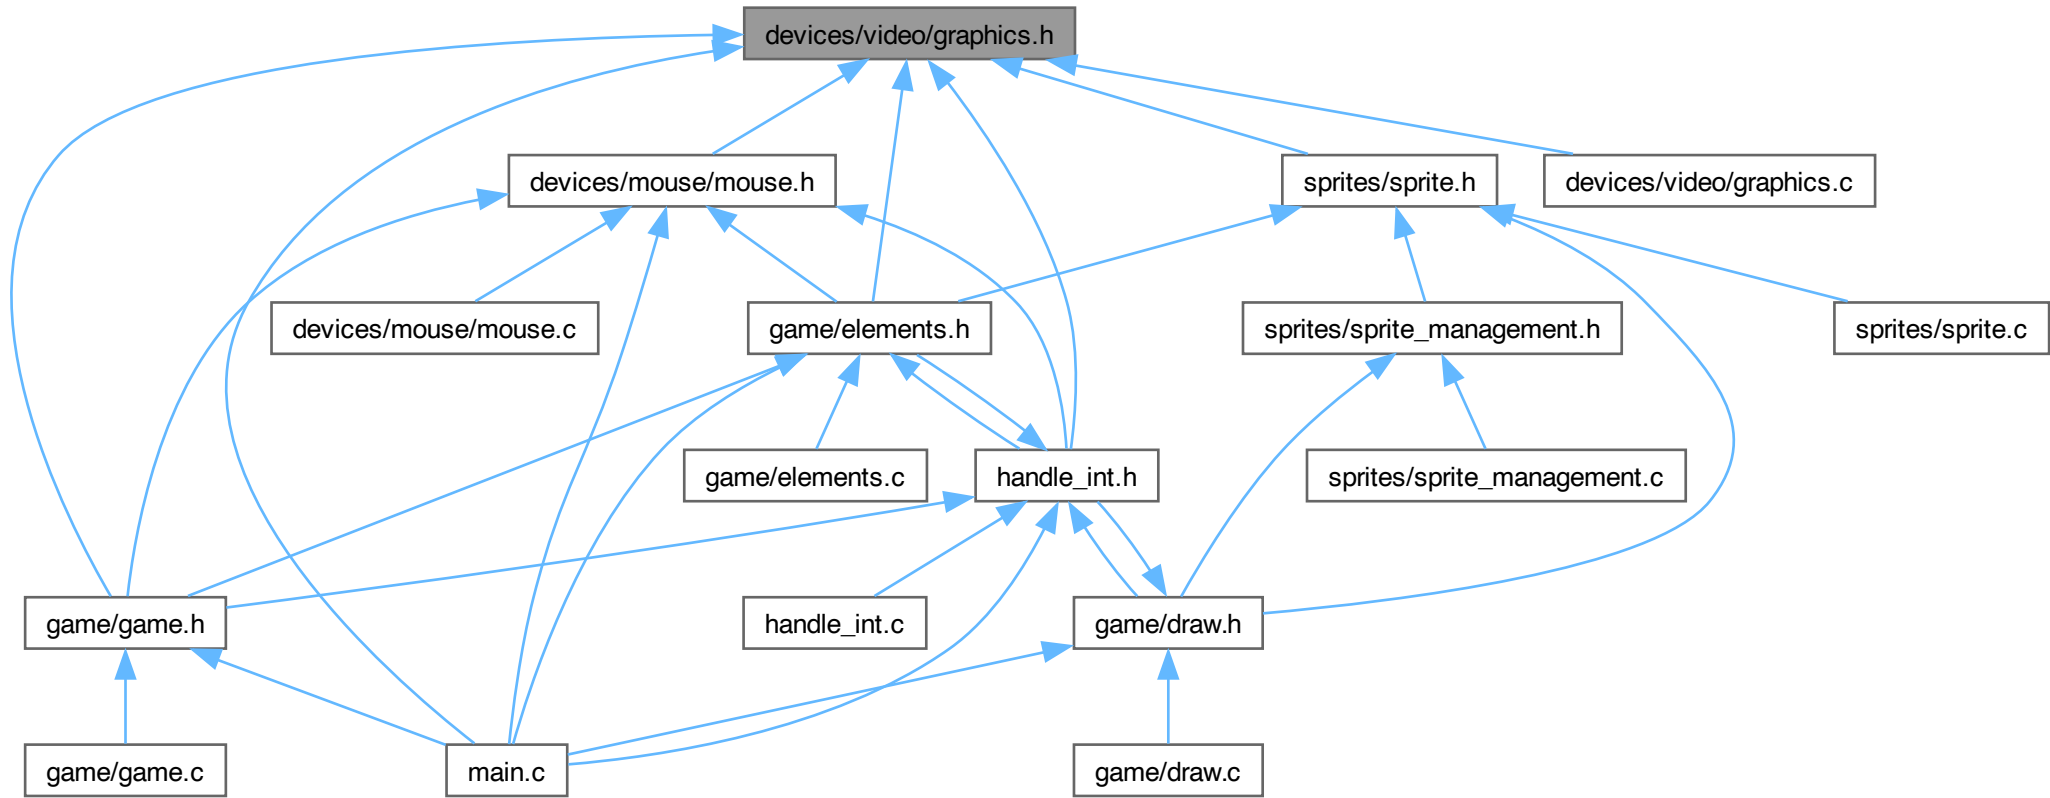 devices/video/graphics.h
devices/mouse/mouse.h
sprites/sprite.h
devices/video/graphics.c
devices/mouse/mouse.c
game/elements.h
sprites/sprite_management.h
sprites/sprite.c
game/elements.c
handle_int.h
sprites/sprite_management.c
game/game.h
handle_int.c
game/draw.h
game/game.c
main.c
game/draw.c